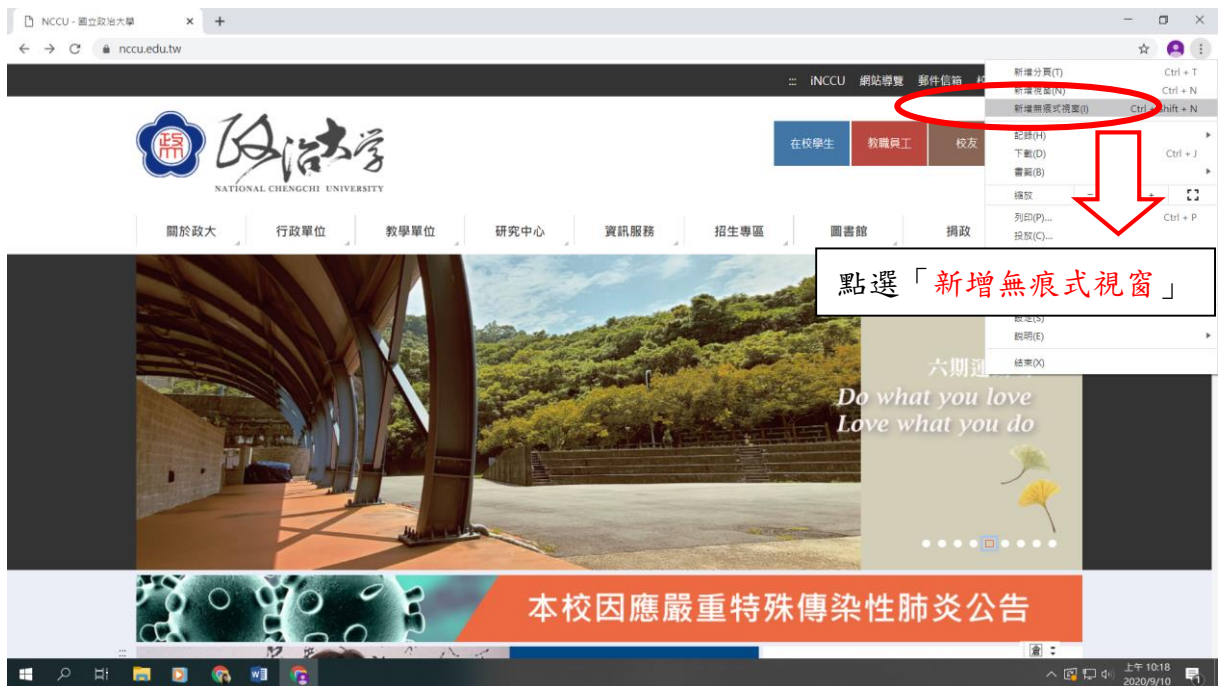 NCCU - 國立政治大學
nccu.edu.tw
iNCCU 網站導覽 郵件信箱
新增分頁(T) Ctrl + T
新增視窗(N) Ctrl + N
新增無痕式視窗(I) Ctrl + Shift + N
記錄(H)
下載(D) Ctrl + J
書籤(B)
縮放 - +
列印(P)... Ctrl + P
投放(C)...
設定(S)
說明(E)
結束(X)
點選「新增無痕式視窗」
政治大学
NATIONAL CHENGCHI UNIVERSITY
在校學生 教職員工 校友
關於政大 行政單位 教學單位 研究中心 資訊服務 招生專區 圖書館 捐政
六期運
Do what you love
Love what you do
本校因應嚴重特殊傳染性肺炎公告
倉
上午 10:18
2020/9/10